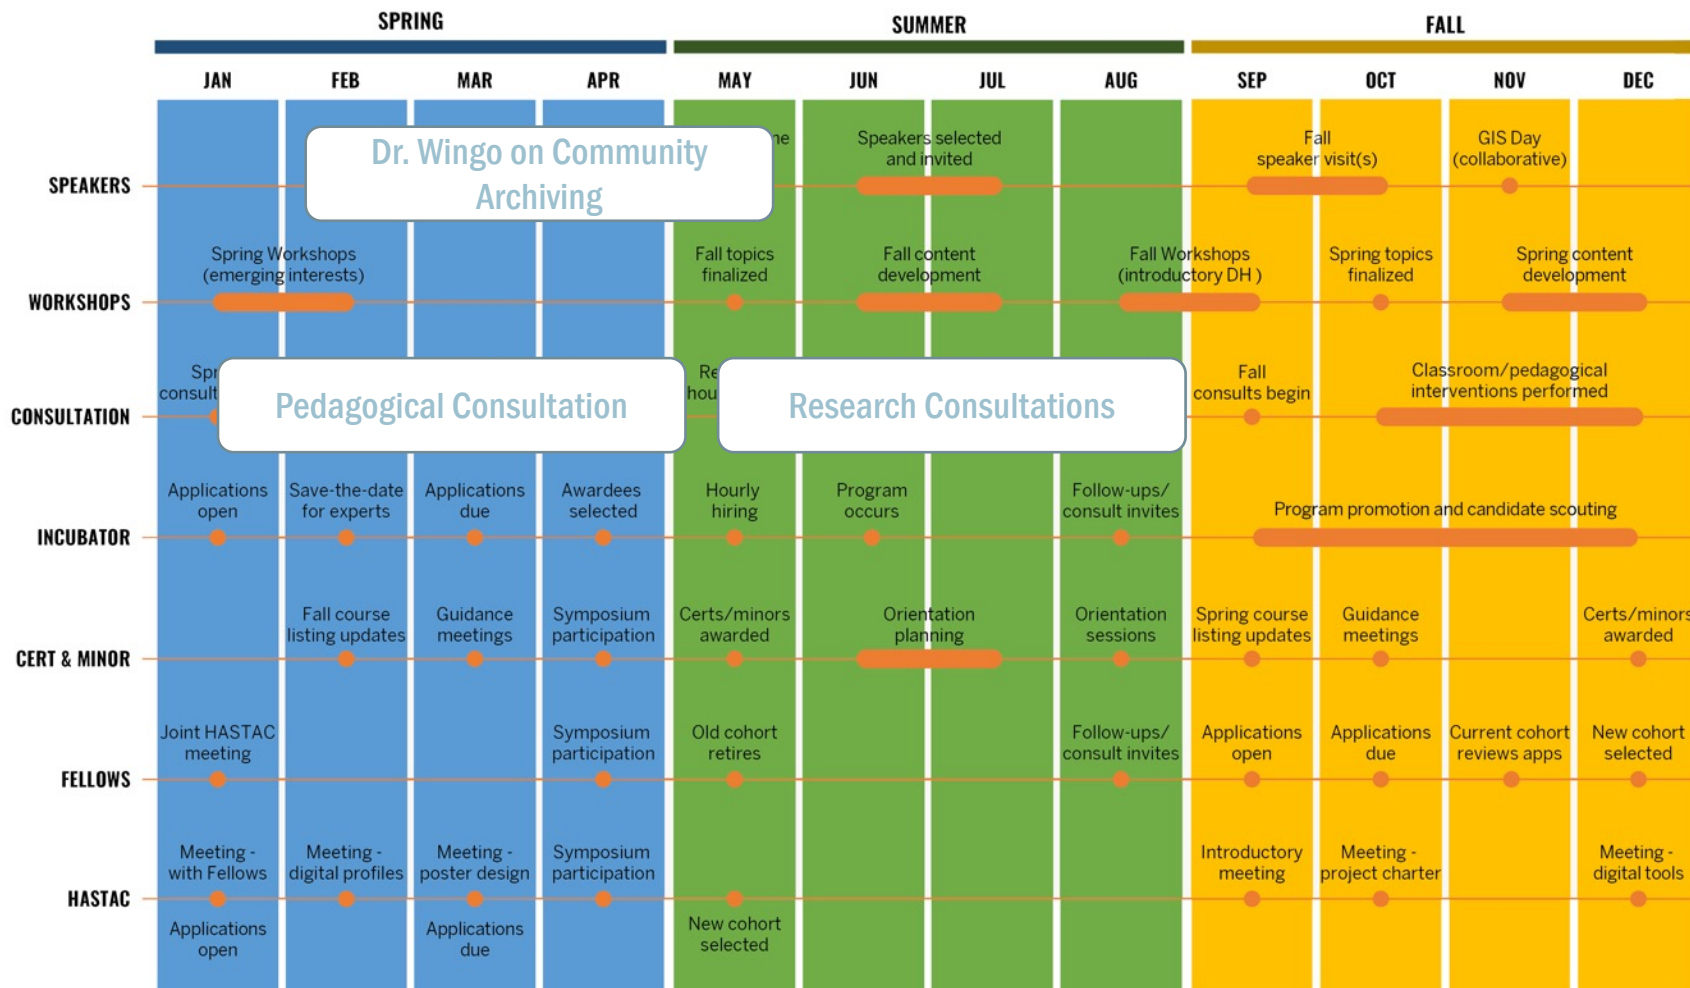 SPRING
SUMMER
FALL
JAN
FEB
MAR
APR
MAY
JUN
JUL
AUG
SEP
OCT
NOV
DEC
SPEAKERS
Dr. Wingo on Community
Archiving
Speakers selected
and invited
Fall
speaker visit(s)
GIS Day
(collaborative)
WORKSHOPS
Spring Workshops
(emerging interests)
Fall topics
finalized
Fall content
development
Fall Workshops
(introductory DH )
Spring topics
finalized
Spring content
development
CONSULTATION
Pedagogical Consultation
Research Consultations
Fall
consults begin
Classroom/pedagogical
interventions performed
INCUBATOR
Applications
open
Save-the-date
for experts
Applications
due
Awardees
selected
Hourly
hiring
Program
occurs
Follow-ups/
consult invites
Program promotion and candidate scouting
CERT & MINOR
Fall course
listing updates
Guidance
meetings
Symposium
participation
Certs/minors
awarded
Orientation
planning
Orientation
sessions
Spring course
listing updates
Guidance
meetings
Certs/minors
awarded
FELLOWS
Joint HASTAC
meeting
Symposium
participation
Old cohort
retires
Follow-ups/
consult invites
Applications
open
Applications
due
Current cohort
reviews apps
New cohort
selected
HASTAC
Meeting -
with Fellows
Applications
open
Meeting -
digital profiles
Meeting -
poster design
Applications
due
Symposium
participation
New cohort
selected
Introductory
meeting
Meeting -
project charter
Meeting -
digital tools